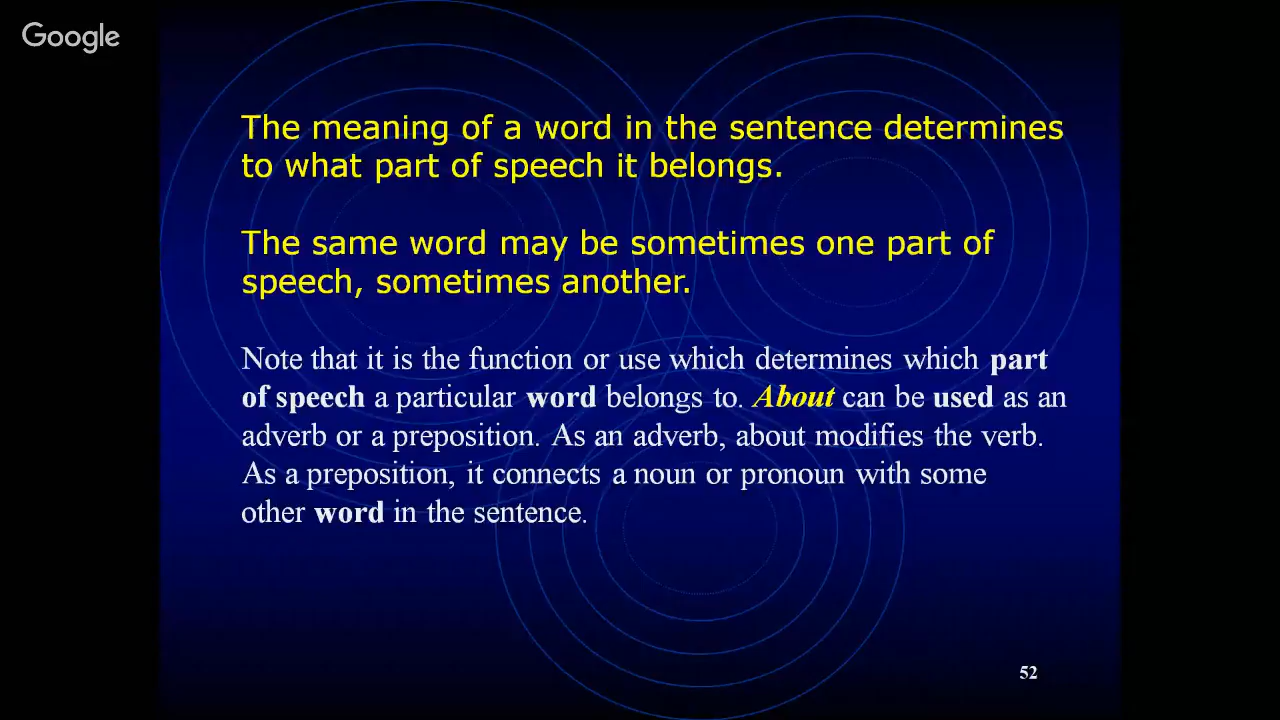 Google
The meaning of a word in the sentence determines
to what part of speech it belongs.
The same word may be sometimes one part of
speech, sometimes another.
Note that it is the function or use which determines which part
of speech a particular word belongs to. About can be used as an
adverb or a preposition. As an adverb, about modifies the verb.
As a preposition, it connects a noun or pronoun with some
other word in the sentence.
52